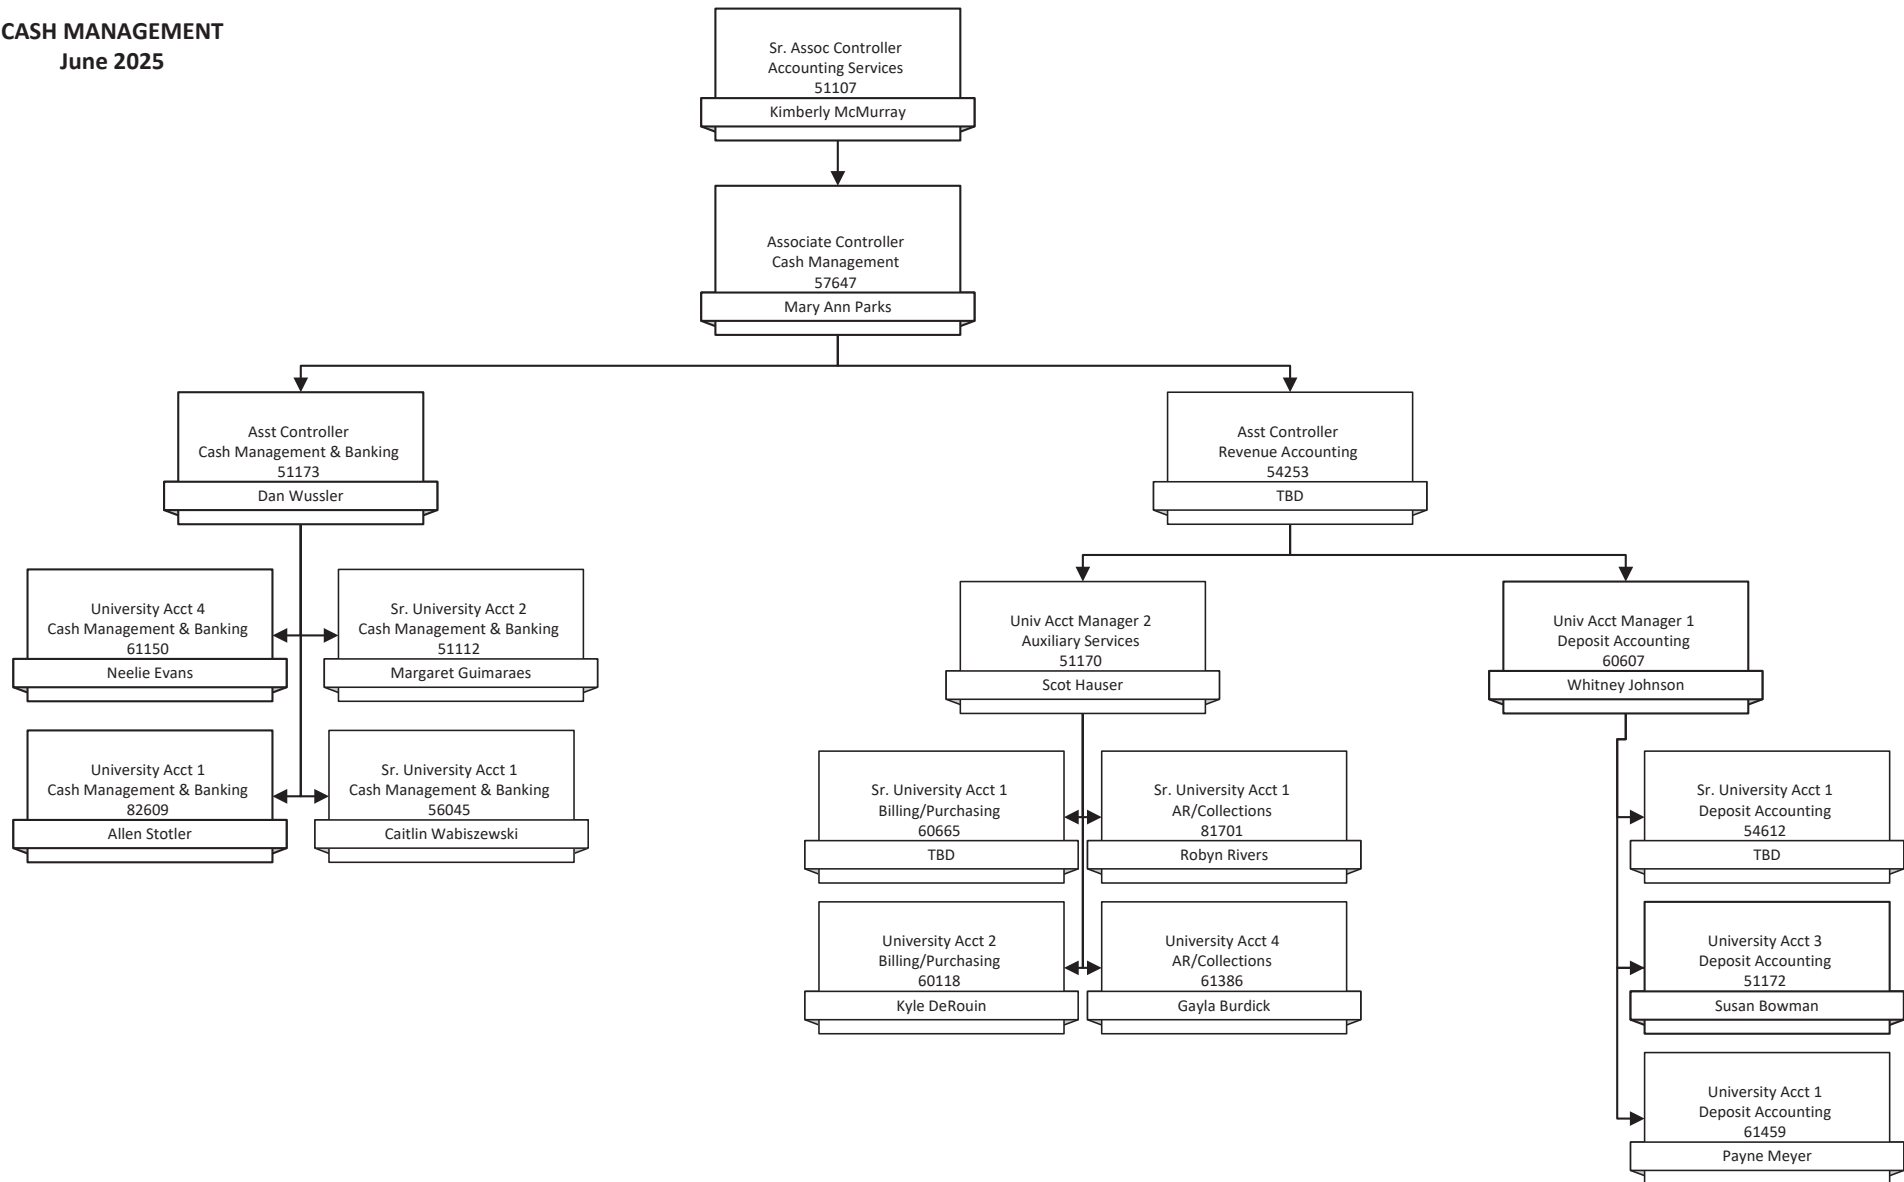 CASH MANAGEMENT
June 2025
Sr. Assoc Controller
Accounting Services
51107
Kimberly McMurray
Associate Controller
Cash Management
57647
Mary Ann Parks
Asst Controller
Cash Management & Banking
51173
Dan Wussler
Asst Controller
Revenue Accounting
54253
TBD
University Acct 4
Cash Management & Banking
61150
Neelie Evans
Sr. University Acct 2
Cash Management & Banking
51112
Margaret Guimaraes
University Acct 1
Cash Management & Banking
82609
Allen Stotler
Sr. University Acct 1
Cash Management & Banking
56045
Caitlin Wabiszewski
Univ Acct Manager 2
Auxiliary Services
51170
Scot Hauser
Univ Acct Manager 1
Deposit Accounting
60607
Whitney Johnson
Sr. University Acct 1
Billing/Purchasing
60665
TBD
Sr. University Acct 1
AR/Collections
81701
Robyn Rivers
University Acct 2
Billing/Purchasing
60118
Kyle DeRouin
University Acct 4
AR/Collections
61386
Gayla Burdick
Sr. University Acct 1
Deposit Accounting
54612
TBD
University Acct 3
Deposit Accounting
51172
Susan Bowman
University Acct 1
Deposit Accounting
61459
Payne Meyer